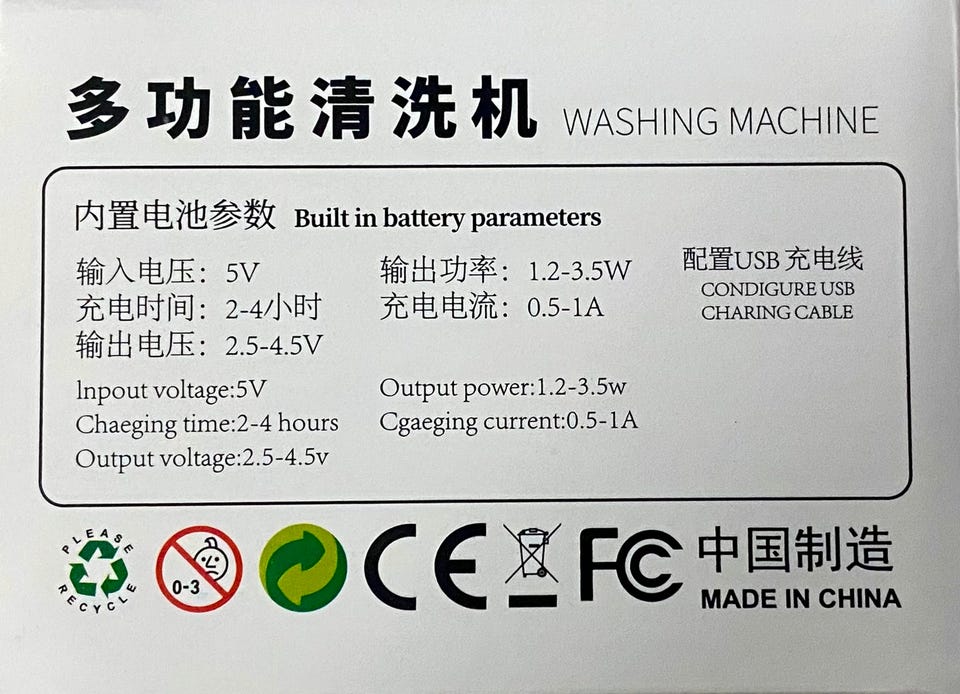 多功能清洗机 WASHING MACHINE
内置电池参数 Built in battery parameters
输入电压：5V 输出功率：1.2-3.5W 配置USB充电线
充电时间：2-4小时 充电电流：0.5-1A CONDIGURE USB
输出电压：2.5-4.5V CHARING CABLE
lnpout voltage:5V Output power:1.2-3.5w
Chaeging time:2-4 hours Cgaeging current:0.5-1A
Output voltage:2.5-4.5v
PLEASE
RECYCLE
0-3
CE
FC
中国制造
MADE IN CHINA